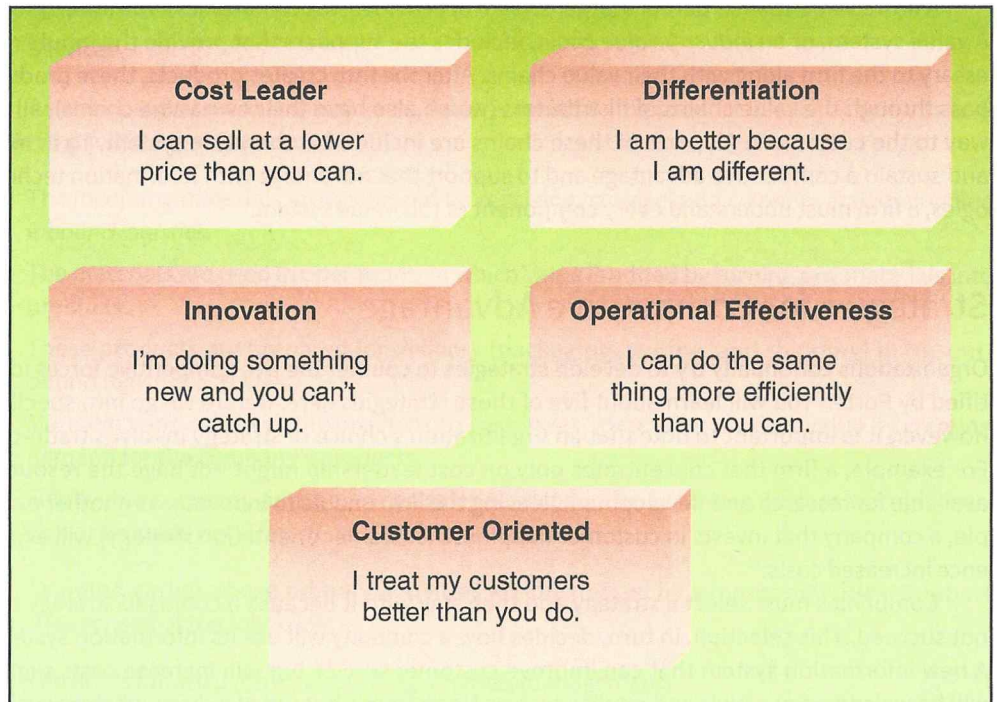 Cost Leader
I can sell at a lower
price than you can.
Differentiation
I am better because
I am different.
Innovation
I'm doing something
new and you can't
catch up.
Operational Effectiveness
I can do the same
thing more efficiently
than you can.
Customer Oriented
I treat my customers
better than you do.